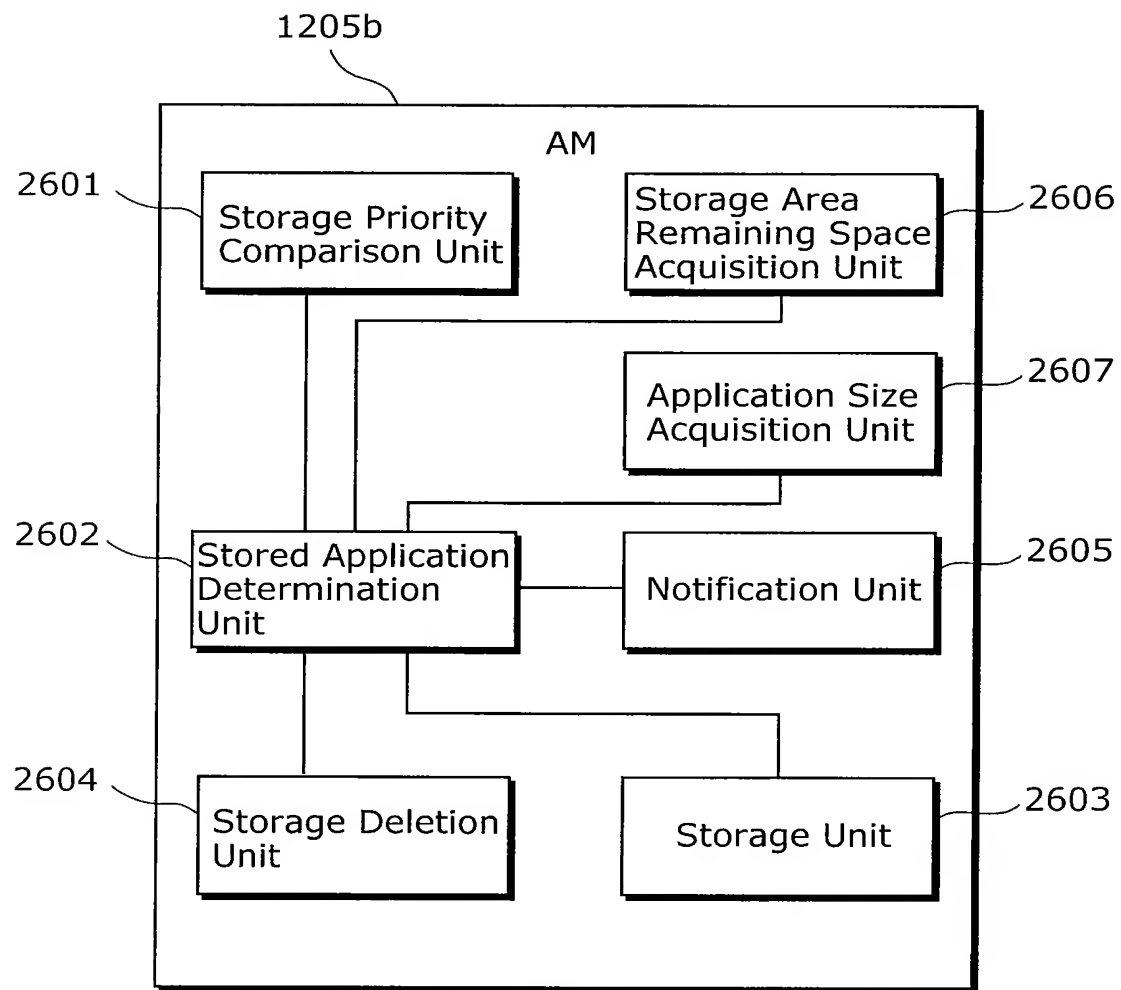 1205b
AM
2601
Storage Priority
Comparison Unit
Storage Area
Remaining Space
Acquisition Unit
2606
Application Size
Acquisition Unit
2607
2602
Stored Application
Determination
Unit
Notification Unit
2605
2604
Storage Deletion
Unit
Storage Unit
2603